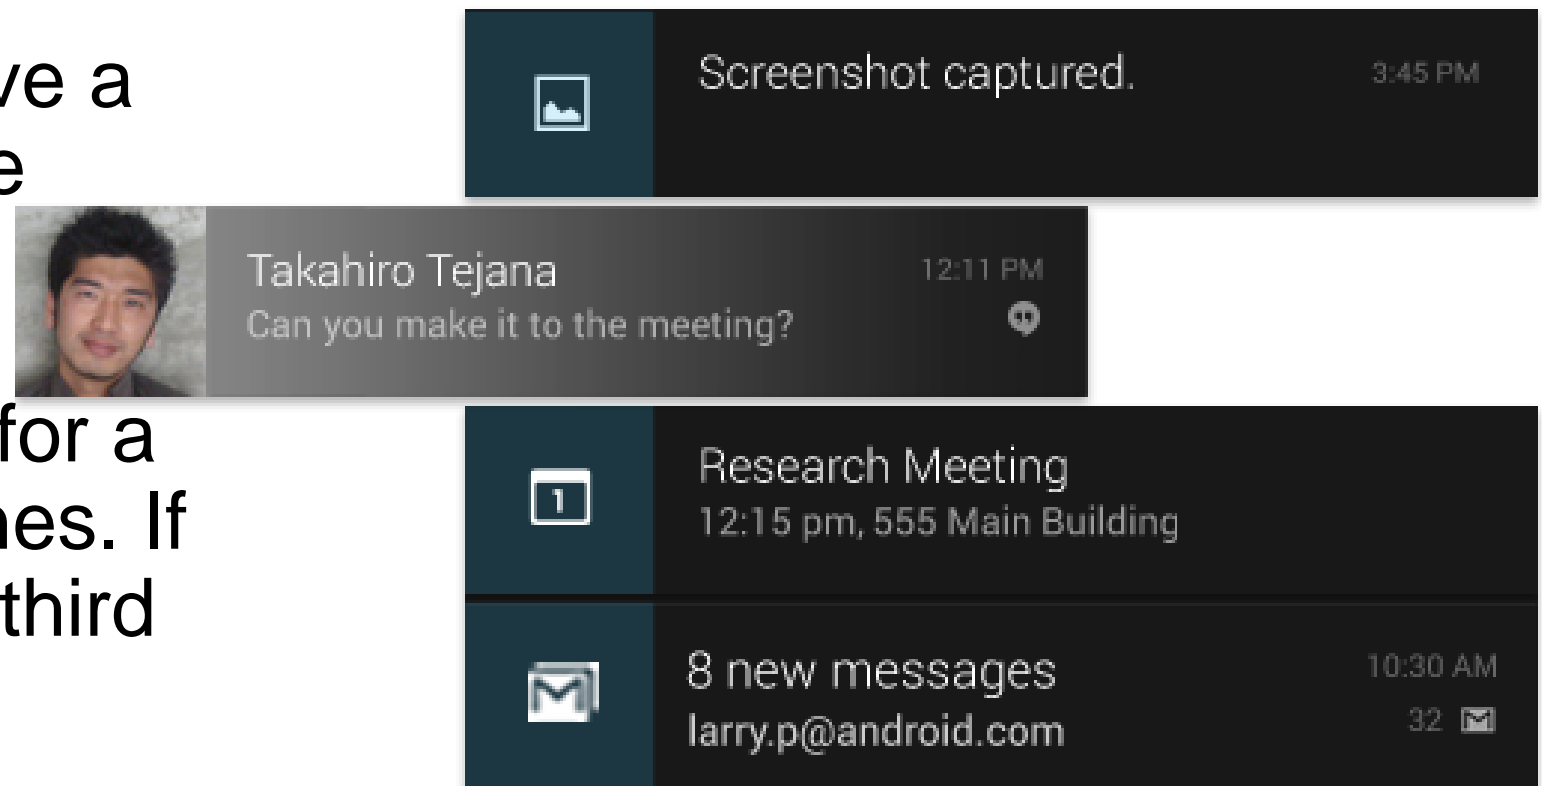 ve a
e
for a
nes. If
third
Screenshot captured. 3:45 PM
Takahiro Tejana 12:11 PM
Can you make it to the meeting?
1
Research Meeting
12:15 pm, 555 Main Building
8 new messages 10:30 AM
larry.p@android.com 32